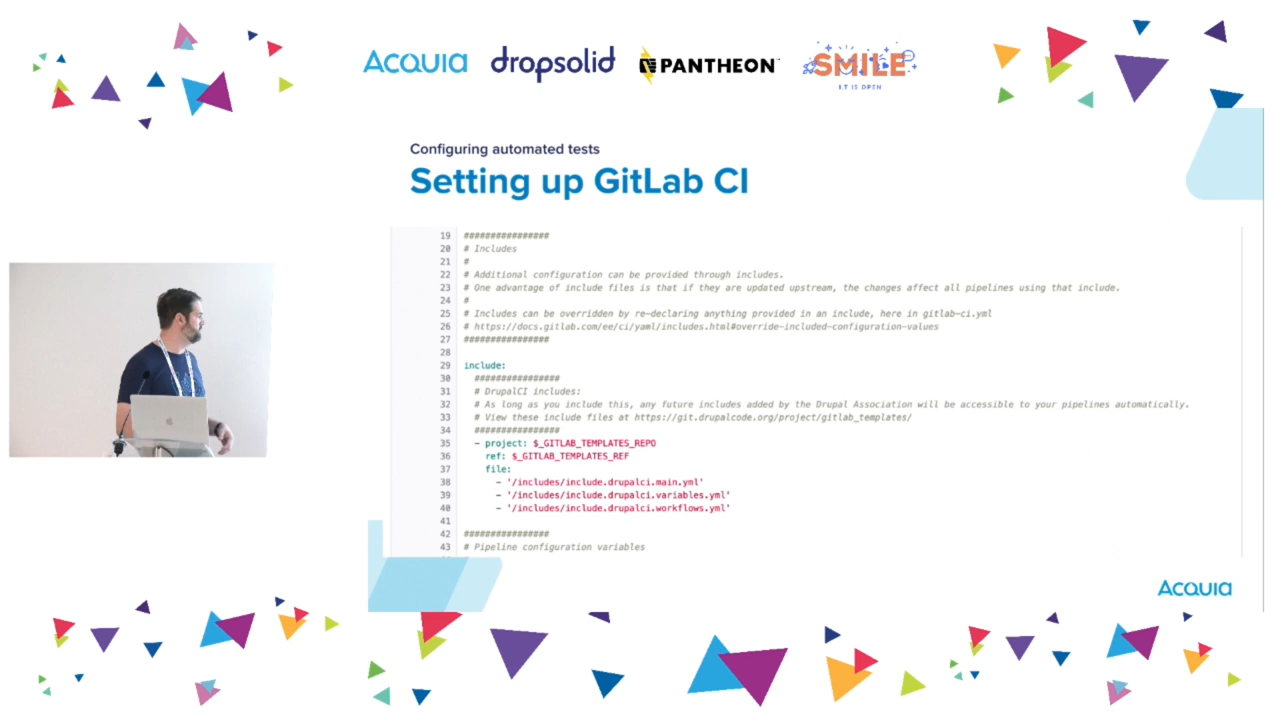 Acquia
dropsolid
PANTHEON
SMILE
I.T IS OPEN
Configuring automated tests
Setting up GitLab CI
19 ################
20 # Includes
21 #
22 # Additional configuration can be provided through includes.
23 # One advantage of include files is that if they are updated upstream, the changes affect all pipelines using that include.
24 #
25 # Includes can be overridden by re-declaring anything provided in an include, here in gitlab-ci.yml
26 # https://docs.gitlab.com/ee/ci/yaml/includes.html#override-included-configuration-values
27 ################
28
29 include:
30   ################
31   # DrupalCI includes:
32   # As long as you include this, any future includes added by the Drupal Association will be accessible to your pipelines automatically.
33   # View these include files at https://git.drupalcode.org/project/gitlab_templates/
34   ################
35   - project: $_GITLAB_TEMPLATES_REPO
36     ref: $_GITLAB_TEMPLATES_REF
37     file:
38       - '/includes/include.drupalci.main.yml'
39       - '/includes/include.drupalci.variables.yml'
40       - '/includes/include.drupalci.workflows.yml'
41
42 ################
43 # Pipeline configuration variables
Acquia